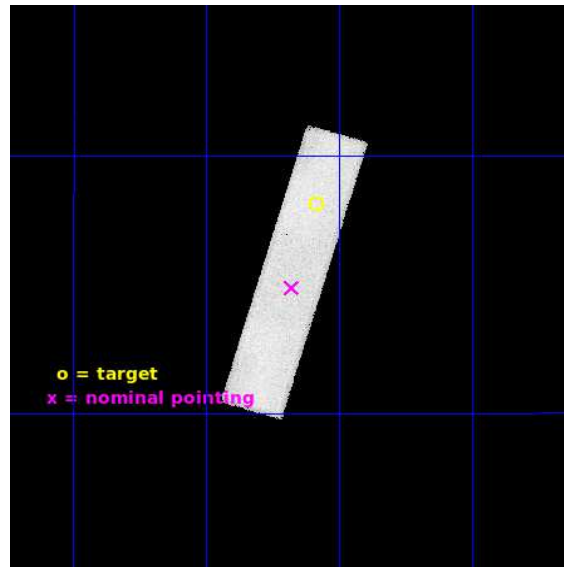 o = target
x = nominal pointing